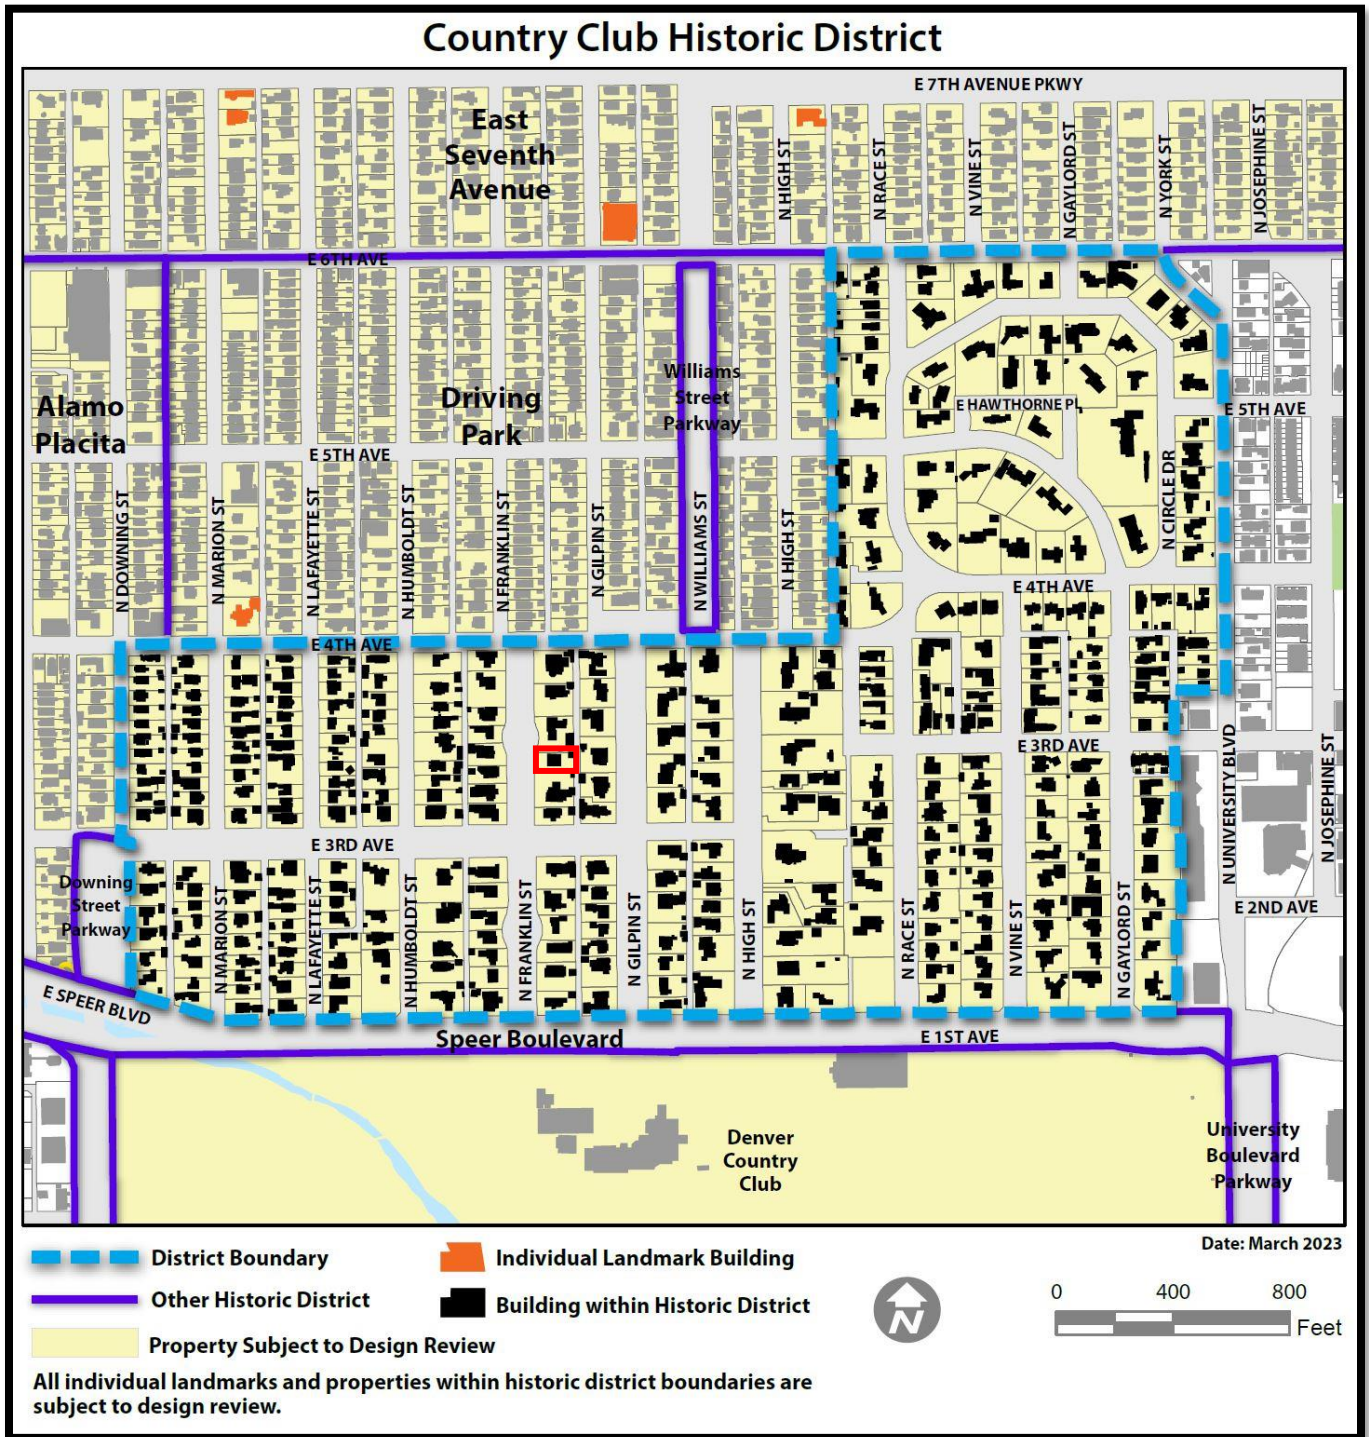 Country Club Historic District
E 7TH AVENUE PKWY
East
Seventh
Avenue
N HIGH ST
N RACE ST
N VINE ST
N GAYLORD ST
N YORK ST
N JOSEPHINE ST
E 6TH AVE
Alamo
Placita
Driving
Park
Williams
Street
Parkway
E HAWTHORNE PL
E 5TH AVE
E 5TH AVE
N DOWNING ST
N MARION ST
N LAFAYETTE ST
N HUMBOLDT ST
N FRANKLIN ST
N GILPIN ST
N WILLIAMS ST
N HIGH ST
N CIRCLE DR
E 4TH AVE
E 4TH AVE
E 3RD AVE
N UNIVERSITY BLVD
N JOSEPHINE ST
E 3RD AVE
Downing
Street
Parkway
N MARION ST
N LAFAYETTE ST
N HUMBOLDT ST
N FRANKLIN ST
N GILPIN ST
N HIGH ST
N RACE ST
N VINE ST
N GAYLORD ST
E 2ND AVE
E SPEER BLVD
Speer Boulevard
E 1ST AVE
Denver
Country
Club
University
Boulevard
Parkway
District Boundary
Individual Landmark Building
Date: March 2023
Other Historic District
Building within Historic District
N
0 400 800
Feet
Property Subject to Design Review
All individual landmarks and properties within historic district boundaries are
subject to design review.